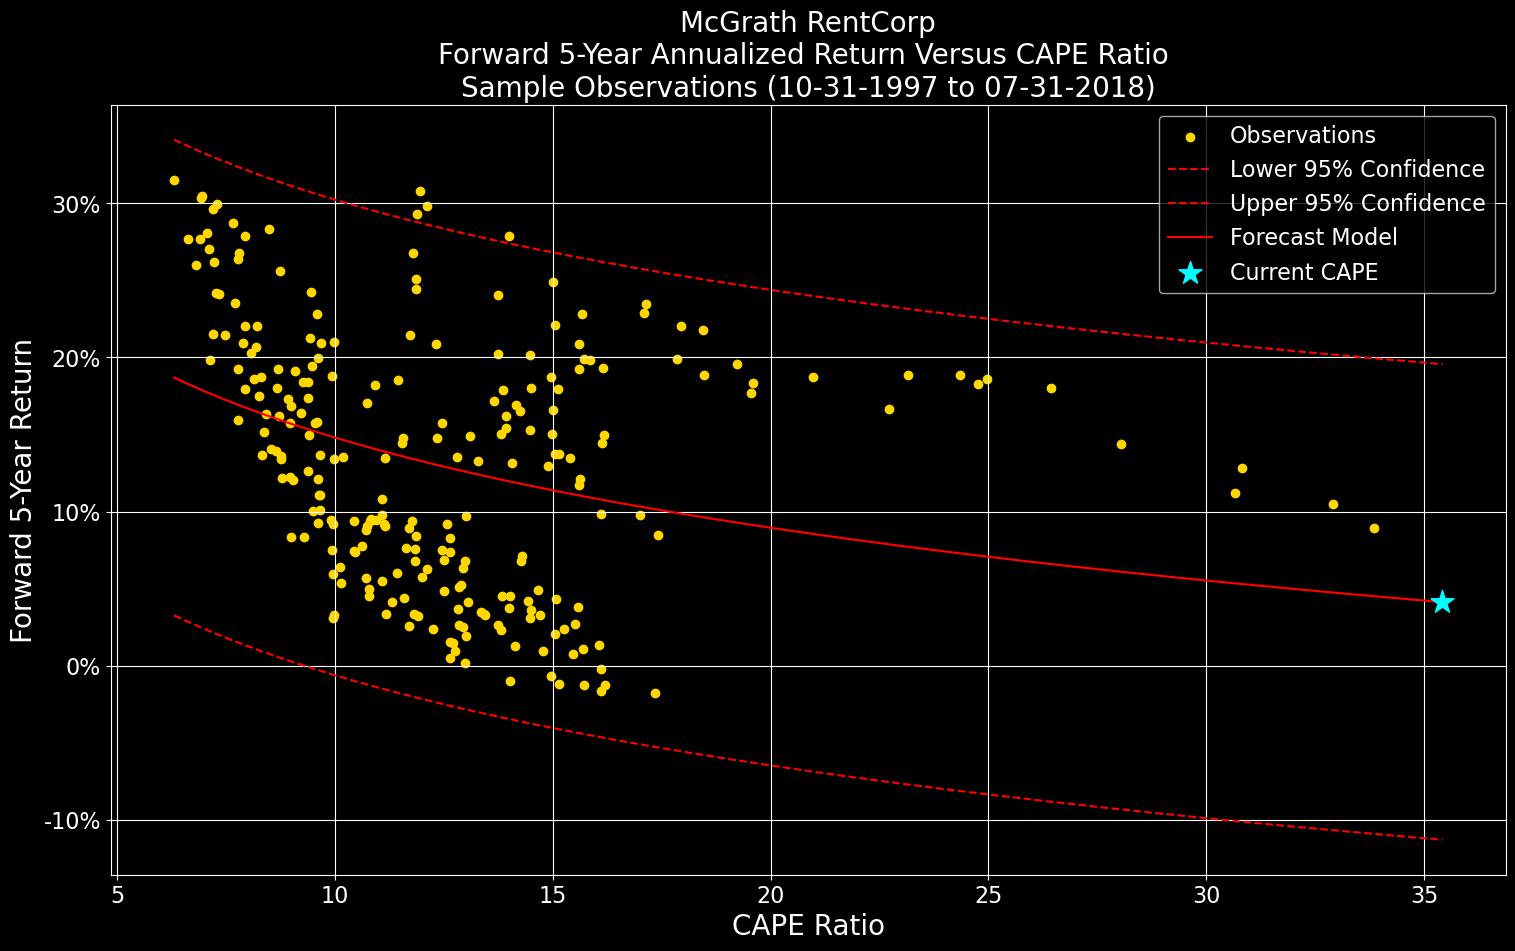 McGrath RentCorp
Forward 5-Year Annualized Return Versus CAPE Ratio
Sample Observations (10-31-1997 to 07-31-2018)
Observations
Lower 95% Confidence
Upper 95% Confidence
Forecast Model
Current CAPE
Forward 5-Year Return
30%
20%
10%
0%
-10%
5 10 15 20 25 30 35
CAPE Ratio